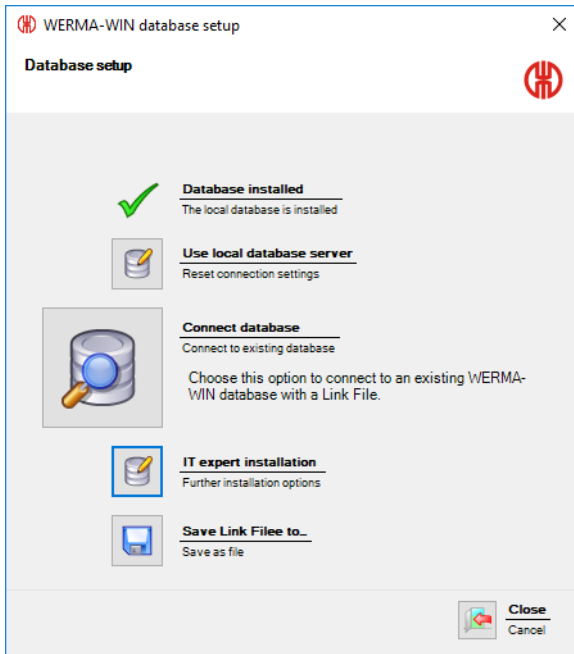 WERMA-WIN database setup
Database setup
Database installed
The local database is installed
Use local database server
Reset connection settings
Connect database
Connect to existing database
Choose this option to connect to an existing WERMA-
WIN database with a Link File.
IT expert installation
Further installation options
Save Link Filee to...
Save as file
Close
Cancel